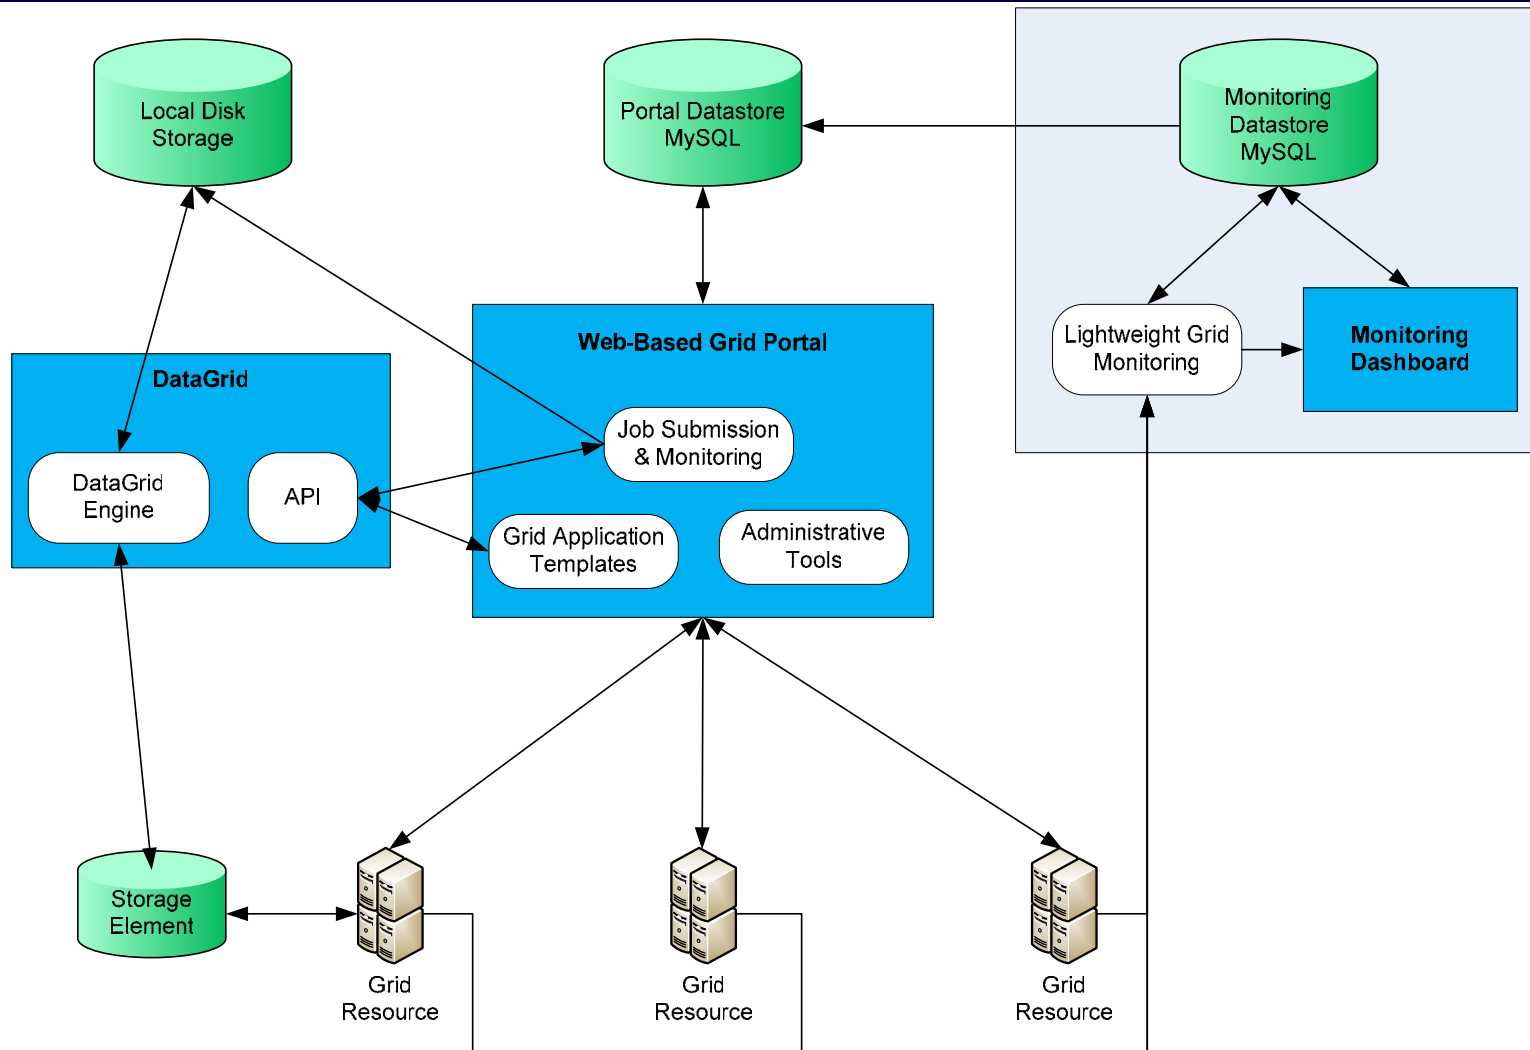 Local Disk
Storage
Portal Datastore
MySQL
Monitoring
Datastore
MySQL
Web-Based Grid Portal
Lightweight Grid
Monitoring
Monitoring
Dashboard
DataGrid
Job Submission
& Monitoring
DataGrid
Engine
API
Grid Application
Templates
Administrative
Tools
Storage
Element
Grid
Resource
Grid
Resource
Grid
Resource